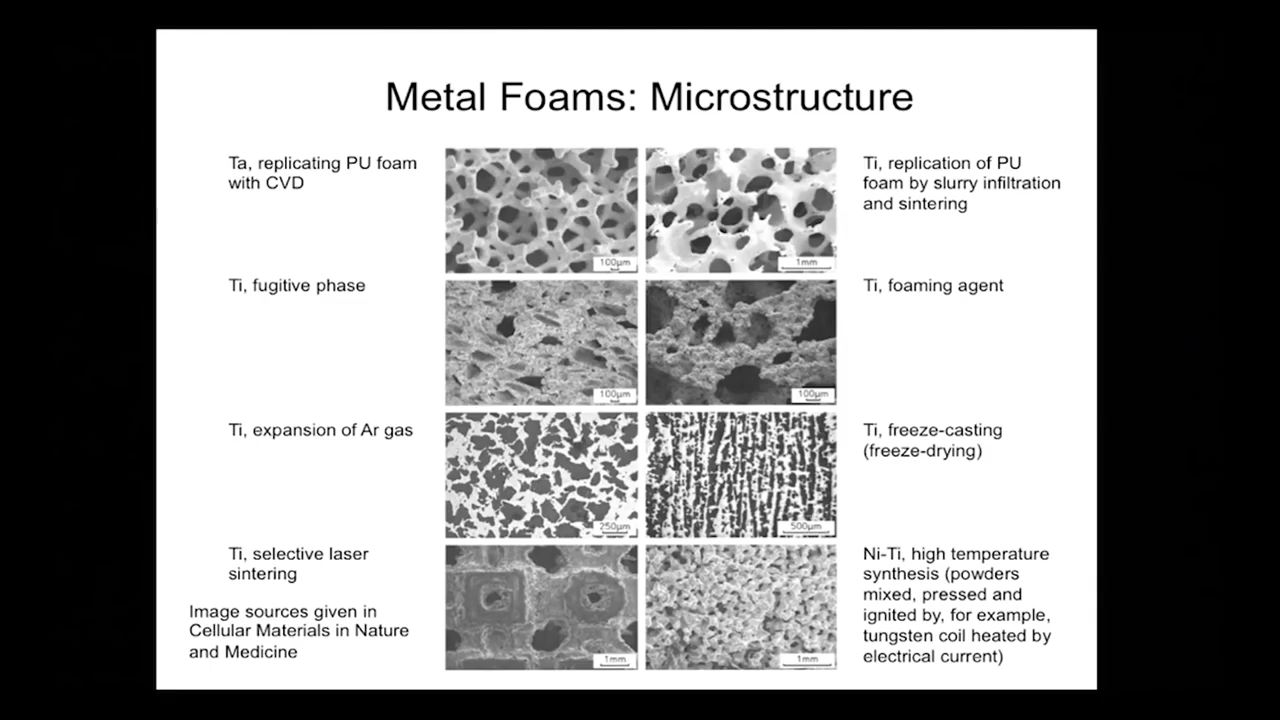 Metal Foams: Microstructure
Ta, replicating PU foam
with CVD
100µm
1mm
Ti, replication of PU
foam by slurry infiltration
and sintering
Ti, fugitive phase
100µm
100µm
Ti, foaming agent
Ti, expansion of Ar gas
250µm
500µm
Ti, freeze-casting
(freeze-drying)
Ti, selective laser
sintering
1mm
1mm
Ni-Ti, high temperature
synthesis (powders
mixed, pressed and
ignited by, for example,
tungsten coil heated by
electrical current)
Image sources given in
Cellular Materials in Nature
and Medicine